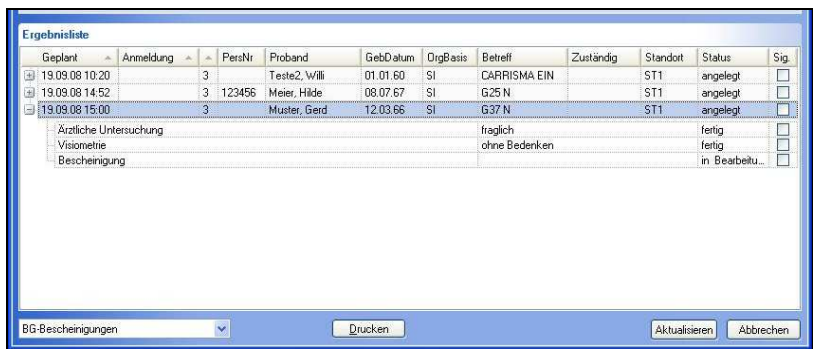 Ergebnisliste
Geplant Anmeldung PersNr Proband GebDatum OrgBasis Betreff Zuständig Standort Status Sig.
19.09.08 10:20 3 Teste2, Willi 01.01.60 SI CARRISMA EIN ST1 angelegt
19.09.08 14:52 3 123456 Meier, Hilde 08.07.67 SI G25 N ST1 angelegt
19.09.08 15:00 3 Muster, Gerd 12.03.66 SI G37 N ST1 angelegt
Ärztliche Untersuchung fraglich fertig
Visiometrie ohne Bedenken fertig
Bescheinigung in Bearbeitu...
BG-Bescheinigungen Drucken Aktualisieren Abbrechen